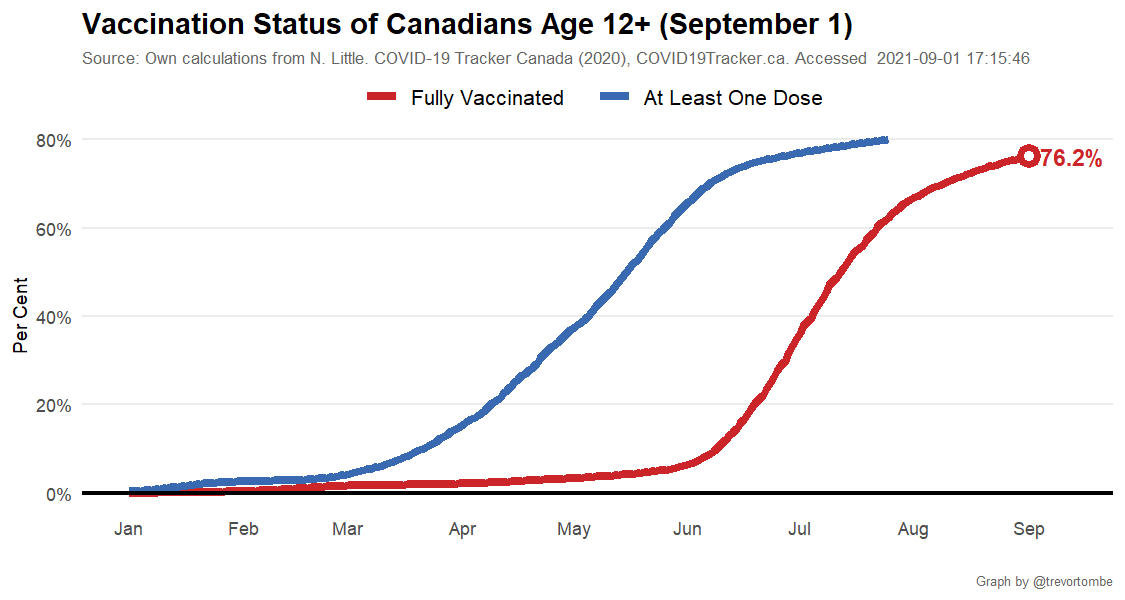 Vaccination Status of Canadians Age 12+ (September 1)
Source: Own calculations from N. Little. COVID-19 Tracker Canada (2020), COVID19Tracker.ca. Accessed  2021-09-01 17:15:46
Fully Vaccinated At Least One Dose
80%
76.2%
60%
Per Cent
40%
20%
0%
Jan Feb Mar Apr May Jun Jul Aug Sep
Graph by @trevortombe